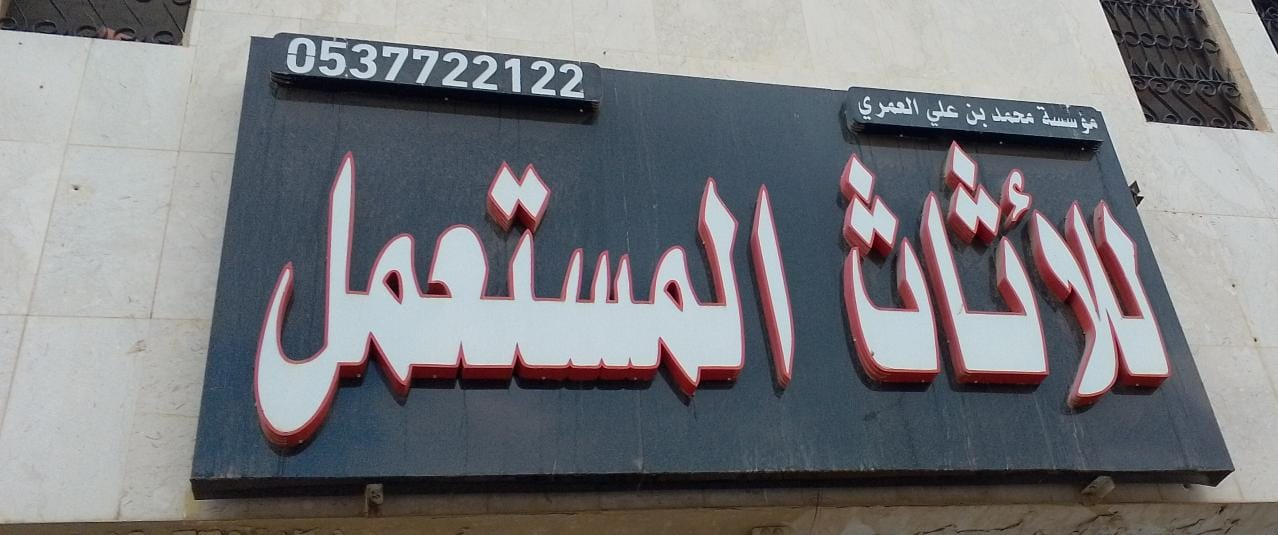 مؤسسة محمد بن علي العمري
0537722122
للأثاث المستعمل